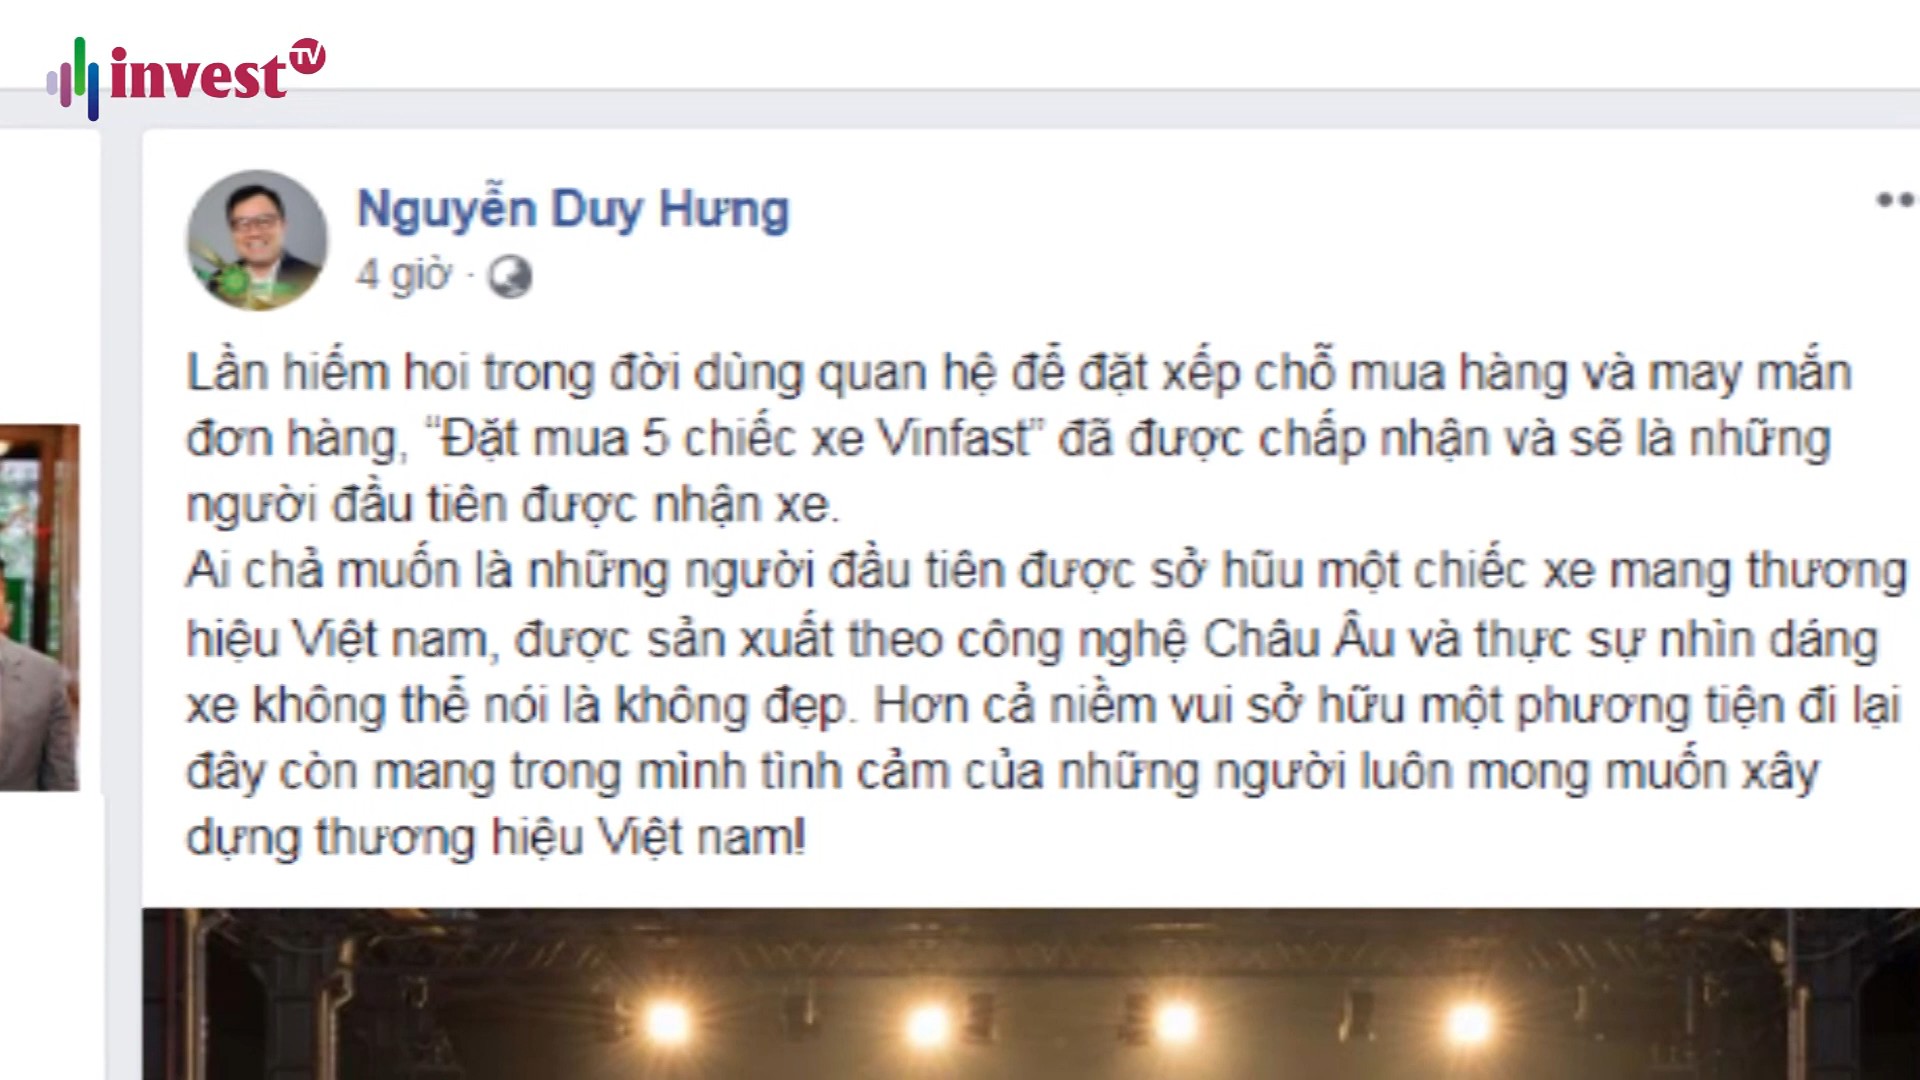 invest TV
Nguyễn Duy Hưng
4 giờ ·
Lần hiếm hoi trong đời dùng quan hệ để đặt xếp chỗ mua hàng và may mắn
đơn hàng, “Đặt mua 5 chiếc xe Vinfast” đã được chấp nhận và sẽ là những
người đầu tiên được nhận xe.
Ai chả muốn là những người đầu tiên được sở hũu một chiếc xe mang thương
hiệu Việt nam, được sản xuất theo công nghệ Châu Âu và thực sự nhìn dáng
xe không thể nói là không đẹp. Hơn cả niềm vui sở hữu một phương tiện đi lại
đây còn mang trong mình tình cảm của những người luôn mong muốn xây
dựng thương hiệu Việt nam!